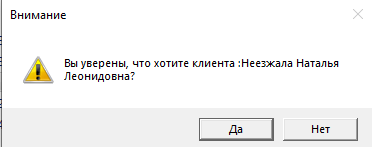 Внимание
Вы уверены, что хотите клиента :Неезжала Наталья
Леонидовна?
Да
Нет